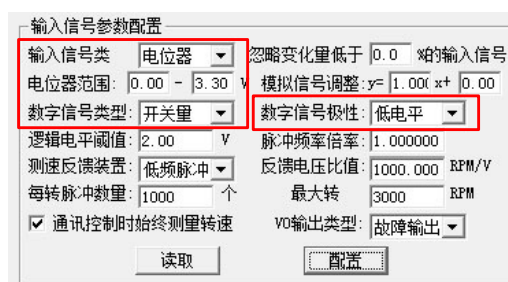 输入信号参数配置
输入信号类 电位器 忽略变化量低于 0.0 %的输入信号
电位器范围: 0.00 - 3.30 V 模拟信号调整:y= 1.00( x+ 0.00
数字信号类型: 开关量 数字信号极性: 低电平
逻辑电平阈值: 2.00 V 脉冲频率倍率: 1.000000
测速反馈装置: 低频脉冲 反馈电压比值: 1000.000 RPM/V
每转脉冲数量: 1000 个 最大转 3000 RPM
通讯控制时始终测量转速 VO输出类型: 故障输出
读取 配置